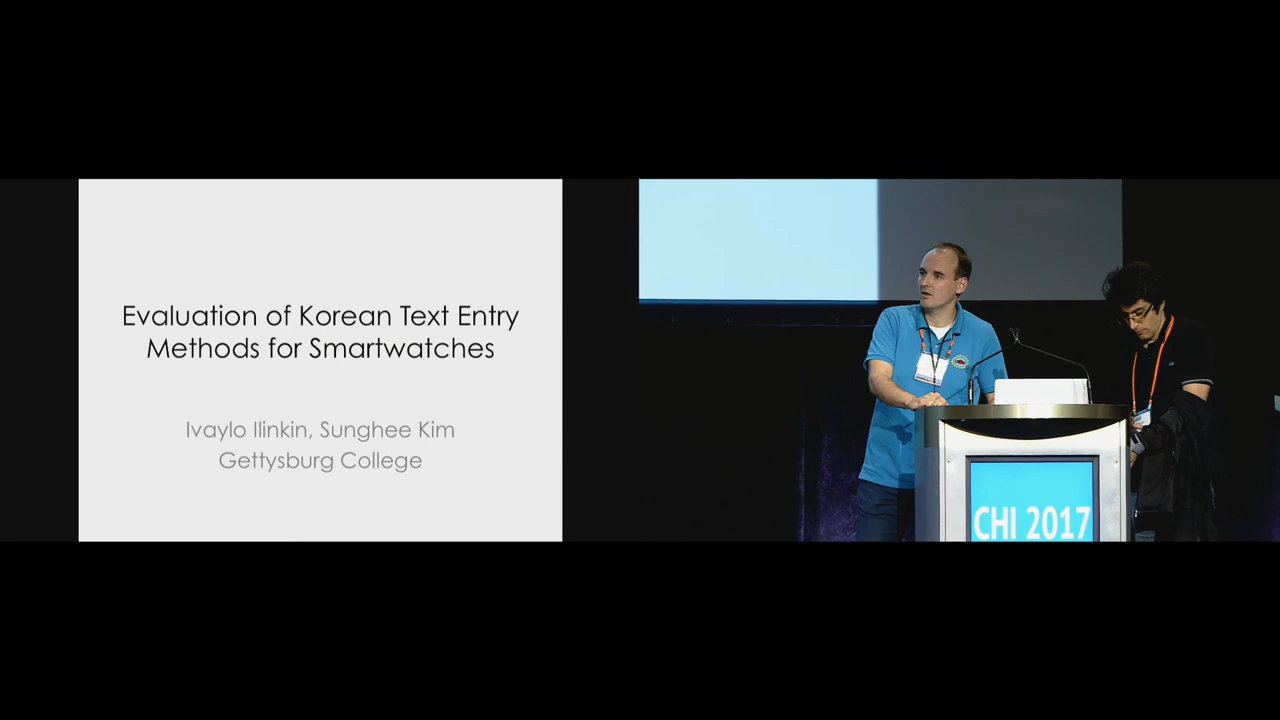 Evaluation of Korean Text Entry
Methods for Smartwatches
Ivaylo Ilinkin, Sunghee Kim
Gettysburg College
CHI 2017